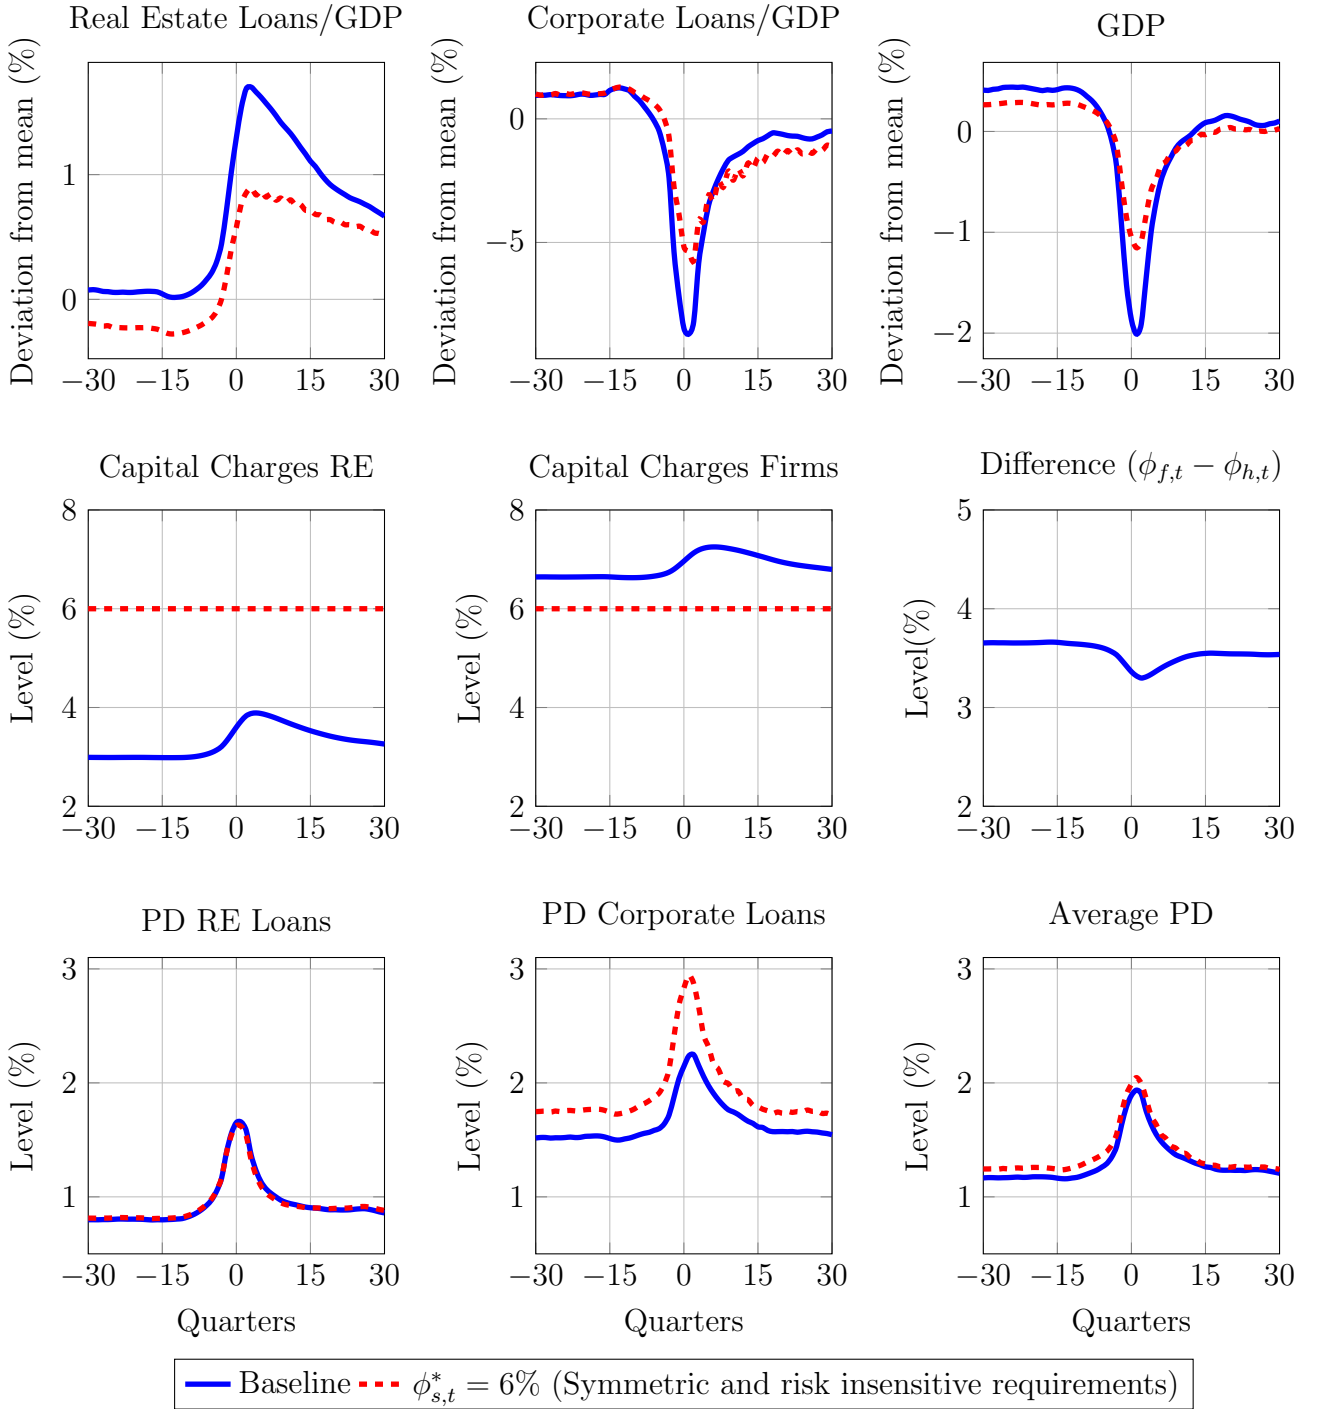 Real Estate Loans/GDP
Deviation from mean (%)
1
0
−30 −15 0 15 30
Corporate Loans/GDP
Deviation from mean (%)
0
−5
−30 −15 0 15 30
GDP
Deviation from mean (%)
0
−1
−2
−30 −15 0 15 30
Capital Charges RE
Level (%)
8
6
4
2
−30 −15 0 15 30
Capital Charges Firms
Level (%)
8
6
4
2
−30 −15 0 15 30
Difference (ϕ_{f,t} − ϕ_{h,t})
Level(%)
5
4
3
2
−30 −15 0 15 30
PD RE Loans
Level (%)
3
2
1
−30 −15 0 15 30
Quarters
PD Corporate Loans
Level (%)
3
2
1
−30 −15 0 15 30
Quarters
Average PD
Level (%)
3
2
1
−30 −15 0 15 30
Quarters
Baseline ϕ*_{s,t} = 6% (Symmetric and risk insensitive requirements)